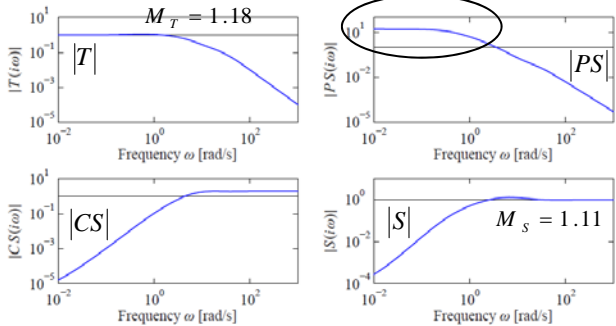 M_T = 1.18
|T(iω)|
10^1
10^-1
10^-3
10^-5
|T|
10^-2
10^0
10^2
Frequency ω [rad/s]
|PS(iω)|
10^1
10^-2
10^-5
|PS|
10^-2
10^0
10^2
Frequency ω [rad/s]
|CS(iω)|
10^1
10^-1
10^-3
10^-5
|CS|
10^-2
10^0
10^2
Frequency ω [rad/s]
|S(iω)|
10^0
10^-2
10^-4
|S|
M_S = 1.11
10^-2
10^0
10^2
Frequency ω [rad/s]